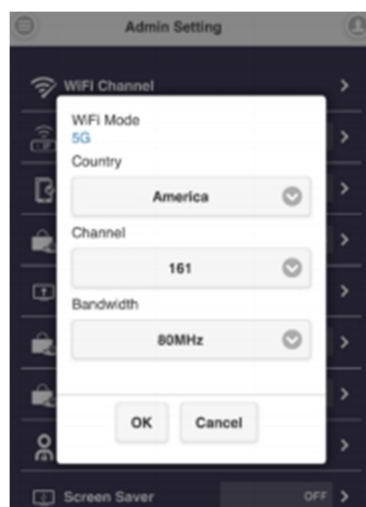 Admin Setting
WiFi Channel
WiFi Mode
5G
Country
America
Channel
161
Bandwidth
80MHz
OK
Cancel
Screen Saver
OFF